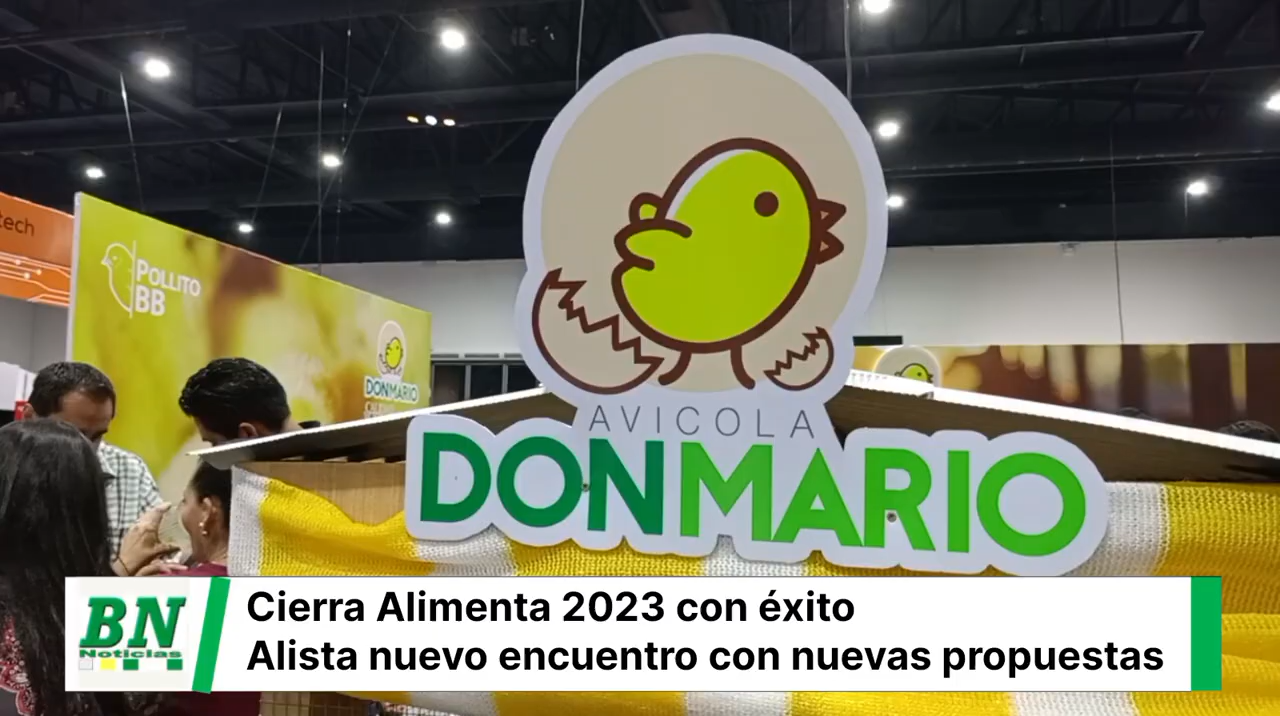 tech
POLLITO
BB
DONMARIO
AVICOLA
DONMARIO
BN
Noticias
Cierra Alimenta 2023 con éxito
Alista nuevo encuentro con nuevas propuestas